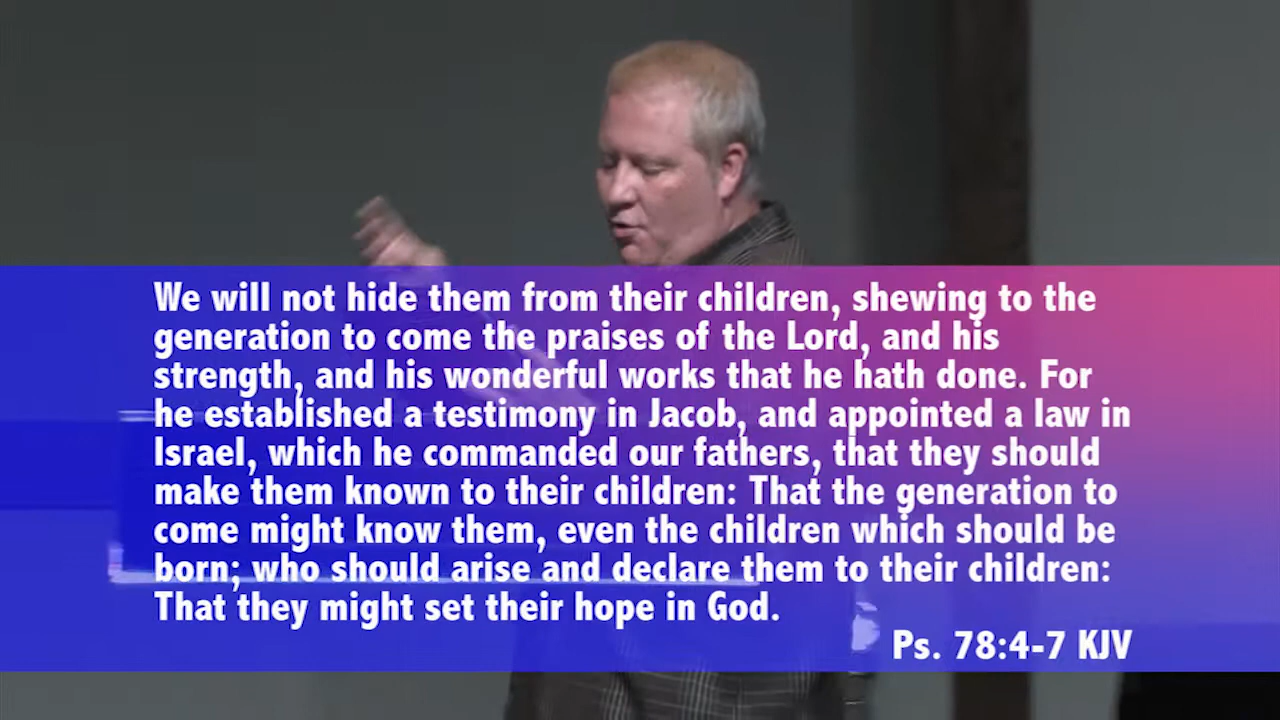 We will not hide them from their children, shewing to the
generation to come the praises of the Lord, and his
strength, and his wonderful works that he hath done. For
he established a testimony in Jacob, and appointed a law in
Israel, which he commanded our fathers, that they should
make them known to their children: That the generation to
come might know them, even the children which should be
born; who should arise and declare them to their children:
That they might set their hope in God.
Ps. 78:4-7 KJV